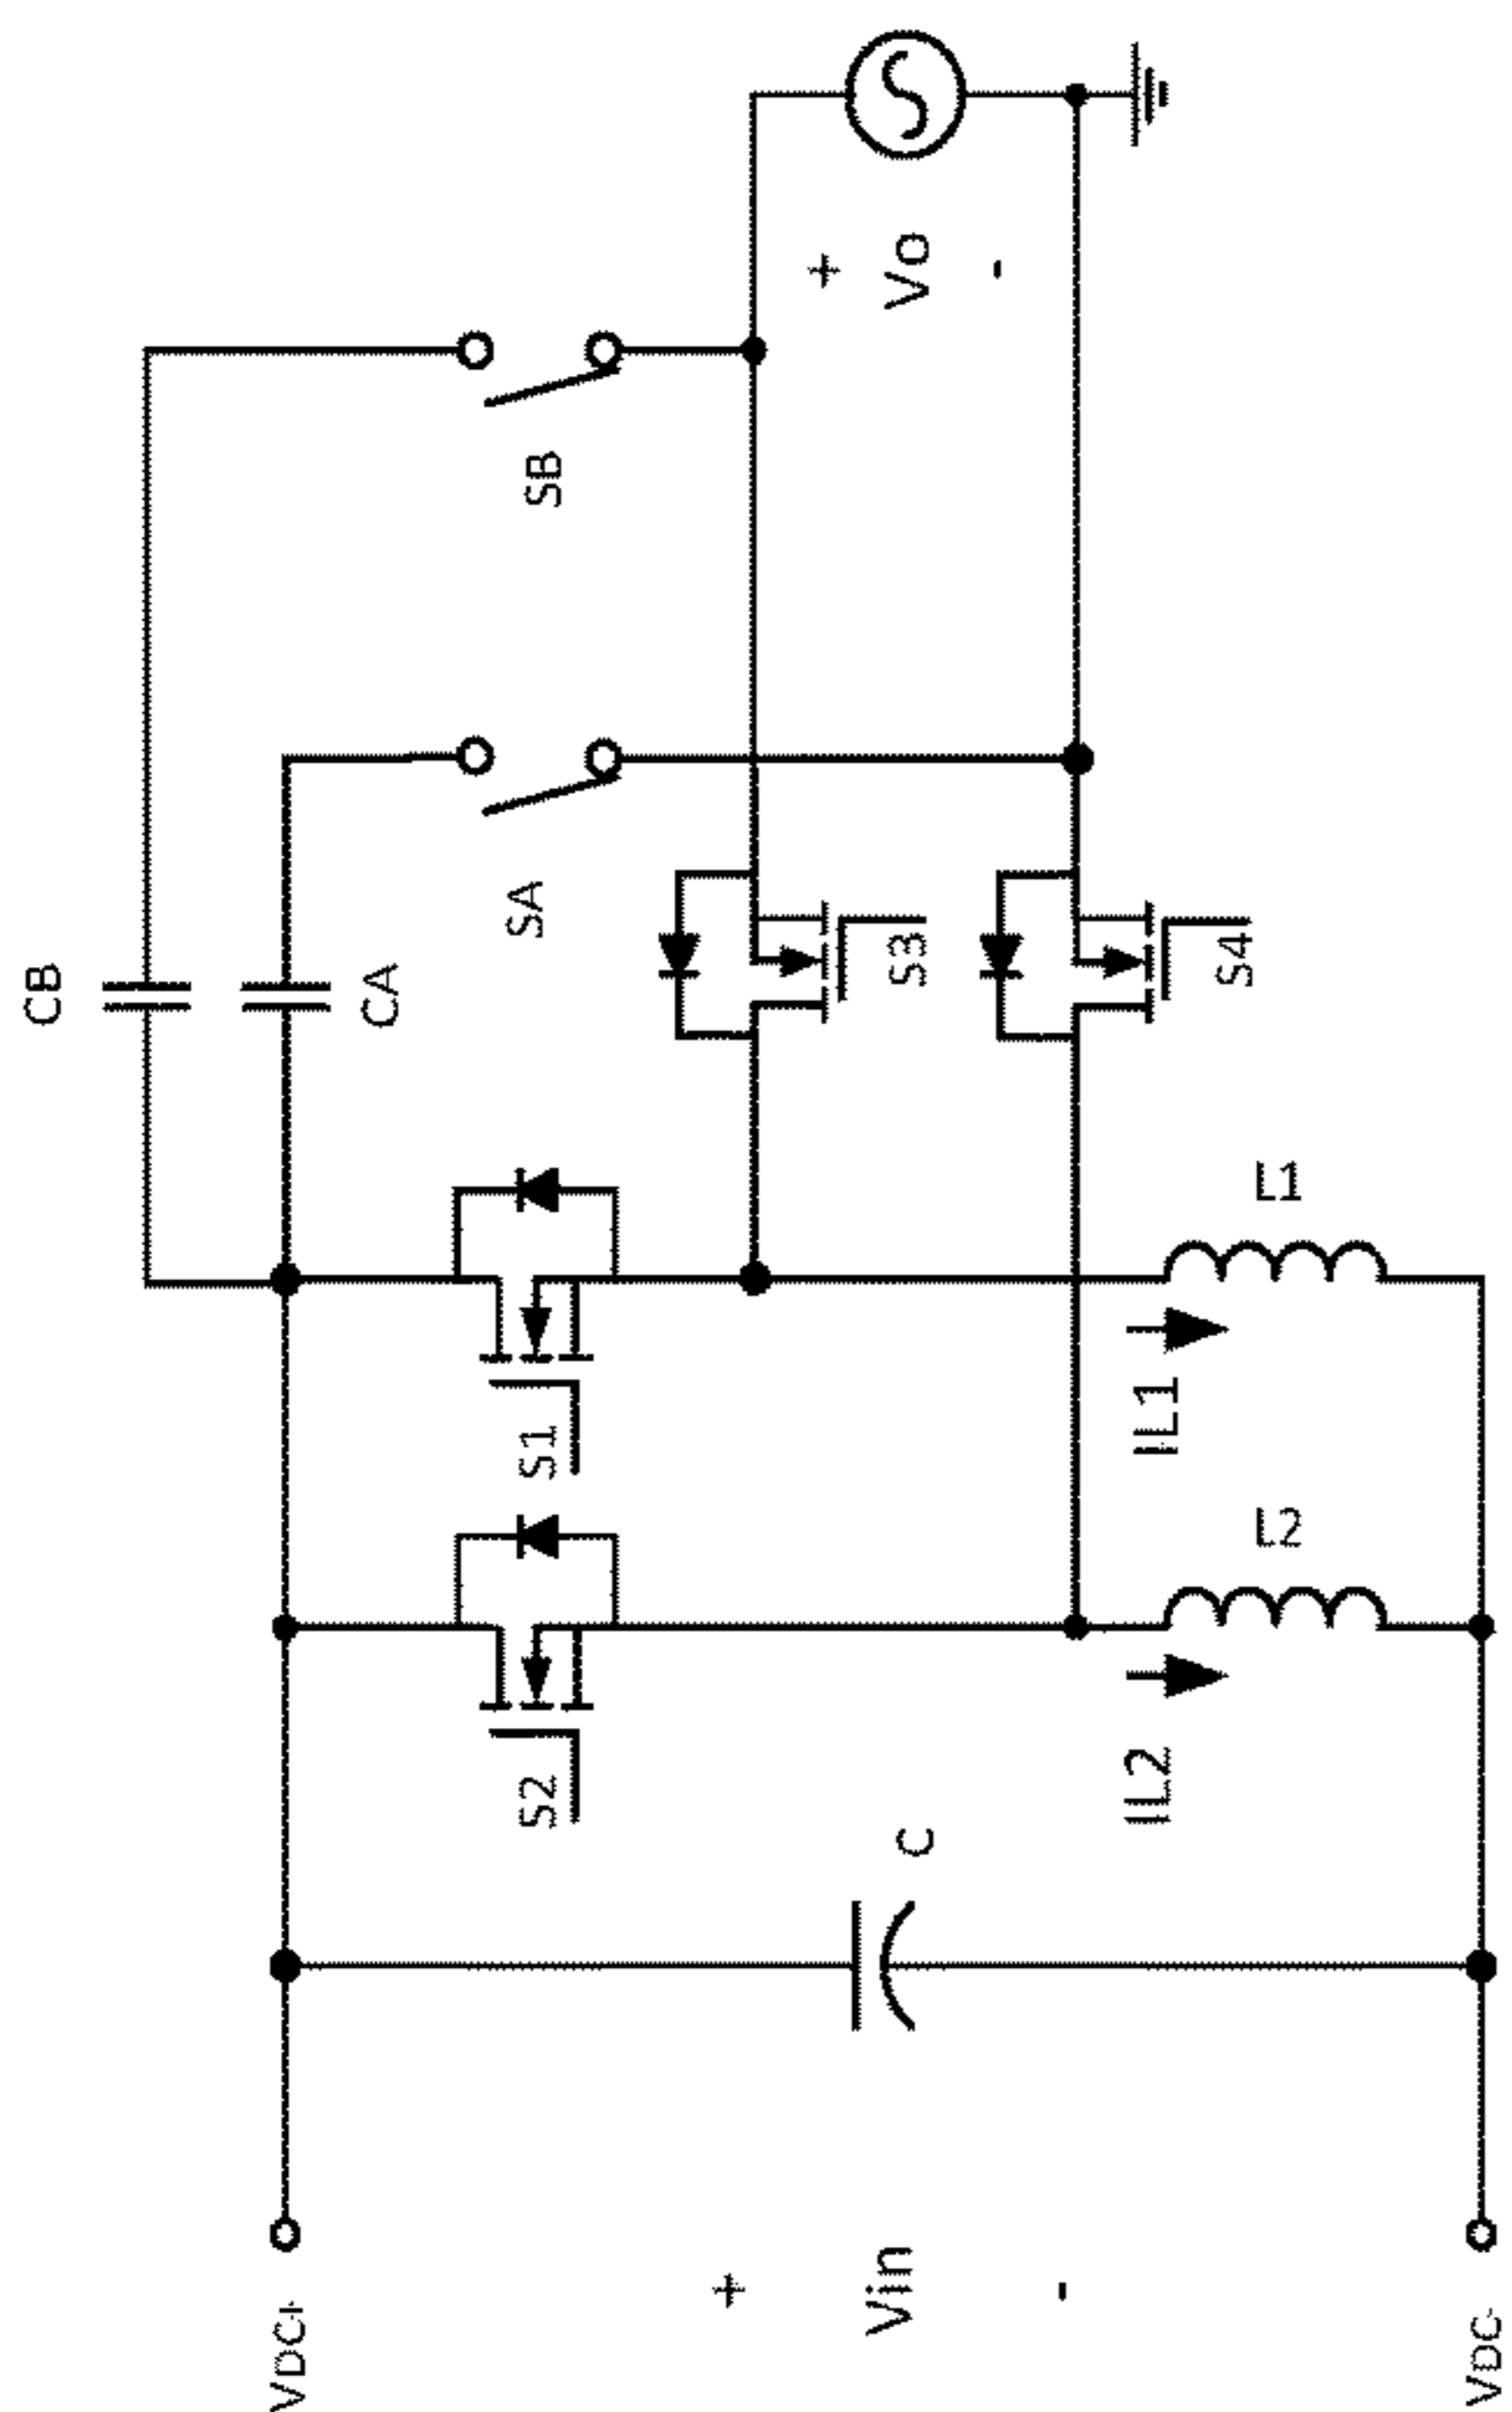 VDC+
VDC-
+
Vin
-
C
S2
S1
IL2
L2
IL1
L1
CB
CA
SA
S3
S4
SB
+
Vo
-